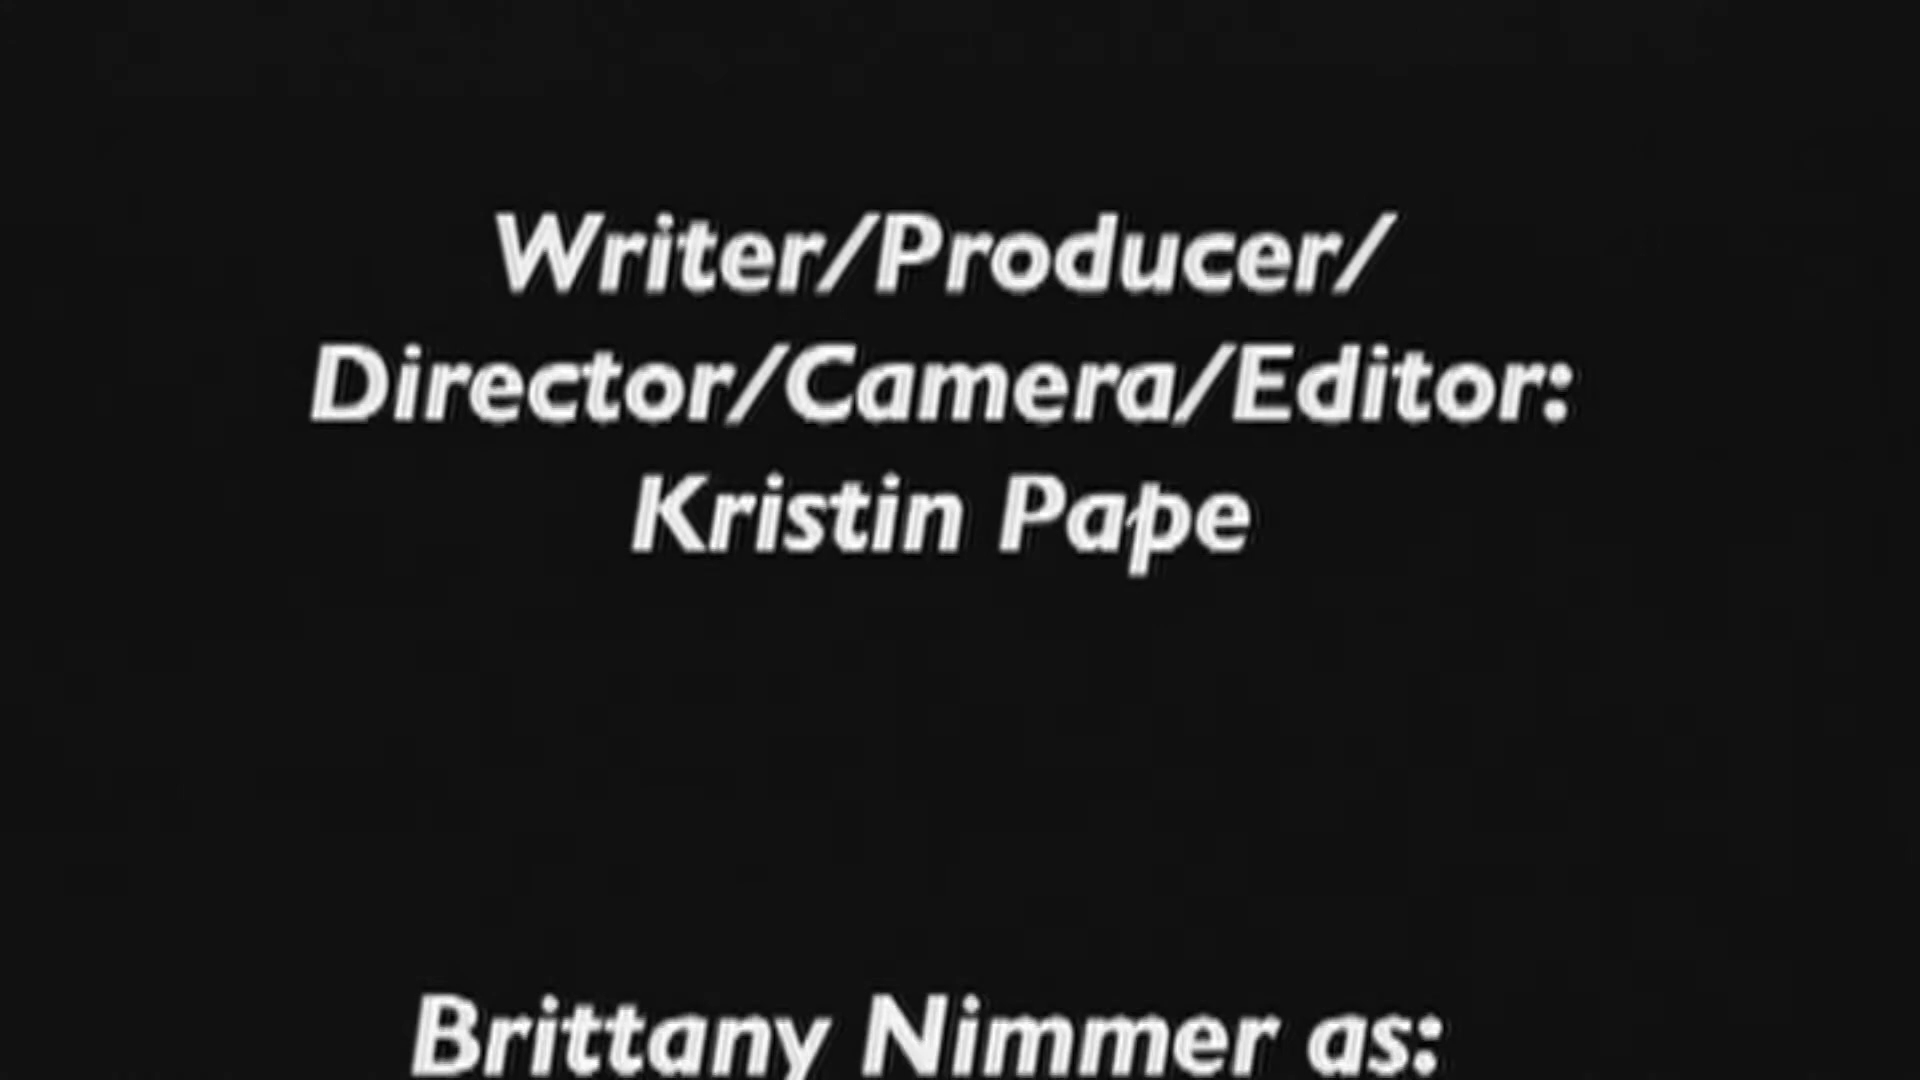 Writer/Producer/
Director/Camera/Editor:
Kristin Pape
Brittany Nimmer as: